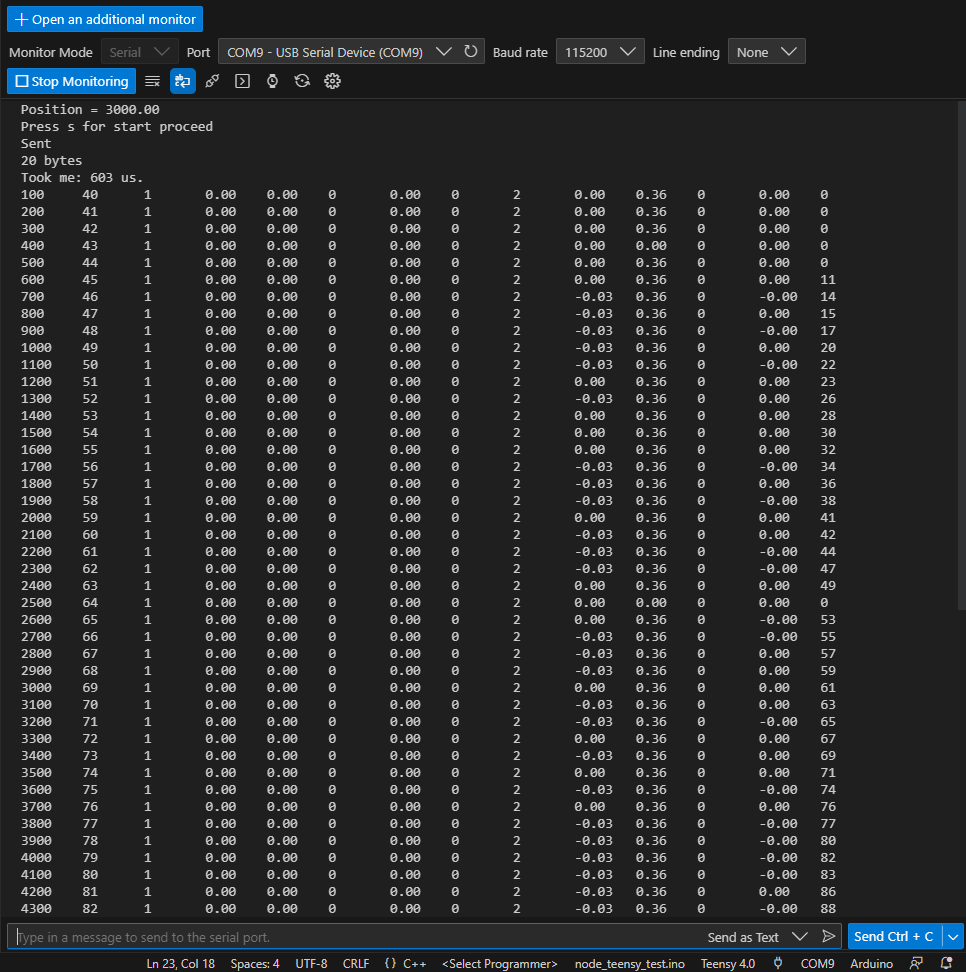 Open an additional monitor
Monitor Mode Serial Port COM9 - USB Serial Device (COM9) Baud rate 115200 Line ending None
Stop Monitoring
Position = 3000.00
Press s for start proceed
Sent
20 bytes
Took me: 603 us.
100 40 1 0.00 0.00 0 0.00 0 2 0.00 0.36 0 0.00 0
200 41 1 0.00 0.00 0 0.00 0 2 0.00 0.36 0 0.00 0
300 42 1 0.00 0.00 0 0.00 0 2 0.00 0.36 0 0.00 0
400 43 1 0.00 0.00 0 0.00 0 2 0.00 0.00 0 0.00 0
500 44 1 0.00 0.00 0 0.00 0 2 0.00 0.36 0 0.00 0
600 45 1 0.00 0.00 0 0.00 0 2 0.00 0.36 0 0.00 11
700 46 1 0.00 0.00 0 0.00 0 2 -0.03 0.36 0 -0.00 14
800 47 1 0.00 0.00 0 0.00 0 2 -0.03 0.36 0 0.00 15
900 48 1 0.00 0.00 0 0.00 0 2 -0.03 0.36 0 -0.00 17
1000 49 1 0.00 0.00 0 0.00 0 2 -0.03 0.36 0 0.00 20
1100 50 1 0.00 0.00 0 0.00 0 2 -0.03 0.36 0 -0.00 22
1200 51 1 0.00 0.00 0 0.00 0 2 0.00 0.36 0 0.00 23
1300 52 1 0.00 0.00 0 0.00 0 2 -0.03 0.36 0 0.00 26
1400 53 1 0.00 0.00 0 0.00 0 2 0.00 0.36 0 0.00 28
1500 54 1 0.00 0.00 0 0.00 0 2 0.00 0.36 0 0.00 30
1600 55 1 0.00 0.00 0 0.00 0 2 0.00 0.36 0 0.00 32
1700 56 1 0.00 0.00 0 0.00 0 2 -0.03 0.36 0 -0.00 34
1800 57 1 0.00 0.00 0 0.00 0 2 -0.03 0.36 0 0.00 36
1900 58 1 0.00 0.00 0 0.00 0 2 -0.03 0.36 0 -0.00 38
2000 59 1 0.00 0.00 0 0.00 0 2 0.00 0.36 0 0.00 41
2100 60 1 0.00 0.00 0 0.00 0 2 -0.03 0.36 0 0.00 42
2200 61 1 0.00 0.00 0 0.00 0 2 -0.03 0.36 0 -0.00 44
2300 62 1 0.00 0.00 0 0.00 0 2 -0.03 0.36 0 -0.00 47
2400 63 1 0.00 0.00 0 0.00 0 2 0.00 0.36 0 0.00 49
2500 64 1 0.00 0.00 0 0.00 0 2 0.00 0.00 0 0.00 0
2600 65 1 0.00 0.00 0 0.00 0 2 0.00 0.36 0 -0.00 53
2700 66 1 0.00 0.00 0 0.00 0 2 -0.03 0.36 0 -0.00 55
2800 67 1 0.00 0.00 0 0.00 0 2 -0.03 0.36 0 0.00 57
2900 68 1 0.00 0.00 0 0.00 0 2 -0.03 0.36 0 -0.00 59
3000 69 1 0.00 0.00 0 0.00 0 2 0.00 0.36 0 0.00 61
3100 70 1 0.00 0.00 0 0.00 0 2 -0.03 0.36 0 0.00 63
3200 71 1 0.00 0.00 0 0.00 0 2 -0.03 0.36 0 -0.00 65
3300 72 1 0.00 0.00 0 0.00 0 2 0.00 0.36 0 0.00 67
3400 73 1 0.00 0.00 0 0.00 0 2 -0.03 0.36 0 -0.00 69
3500 74 1 0.00 0.00 0 0.00 0 2 0.00 0.36 0 0.00 71
3600 75 1 0.00 0.00 0 0.00 0 2 -0.03 0.36 0 -0.00 74
3700 76 1 0.00 0.00 0 0.00 0 2 0.00 0.36 0 0.00 76
3800 77 1 0.00 0.00 0 0.00 0 2 -0.03 0.36 0 -0.00 77
3900 78 1 0.00 0.00 0 0.00 0 2 -0.03 0.36 0 -0.00 80
4000 79 1 0.00 0.00 0 0.00 0 2 -0.03 0.36 0 -0.00 82
4100 80 1 0.00 0.00 0 0.00 0 2 -0.03 0.36 0 -0.00 83
4200 81 1 0.00 0.00 0 0.00 0 2 -0.03 0.36 0 0.00 86
4300 82 1 0.00 0.00 0 0.00 0 2 -0.03 0.36 0 -0.00 88
Type in a message to send to the serial port. Send as Text Send Ctrl + C
Ln 23, Col 18 Spaces: 4 UTF-8 CRLF {} C++ <Select Programmer> node_teensy_test.ino Teensy 4.0 COM9 Arduino